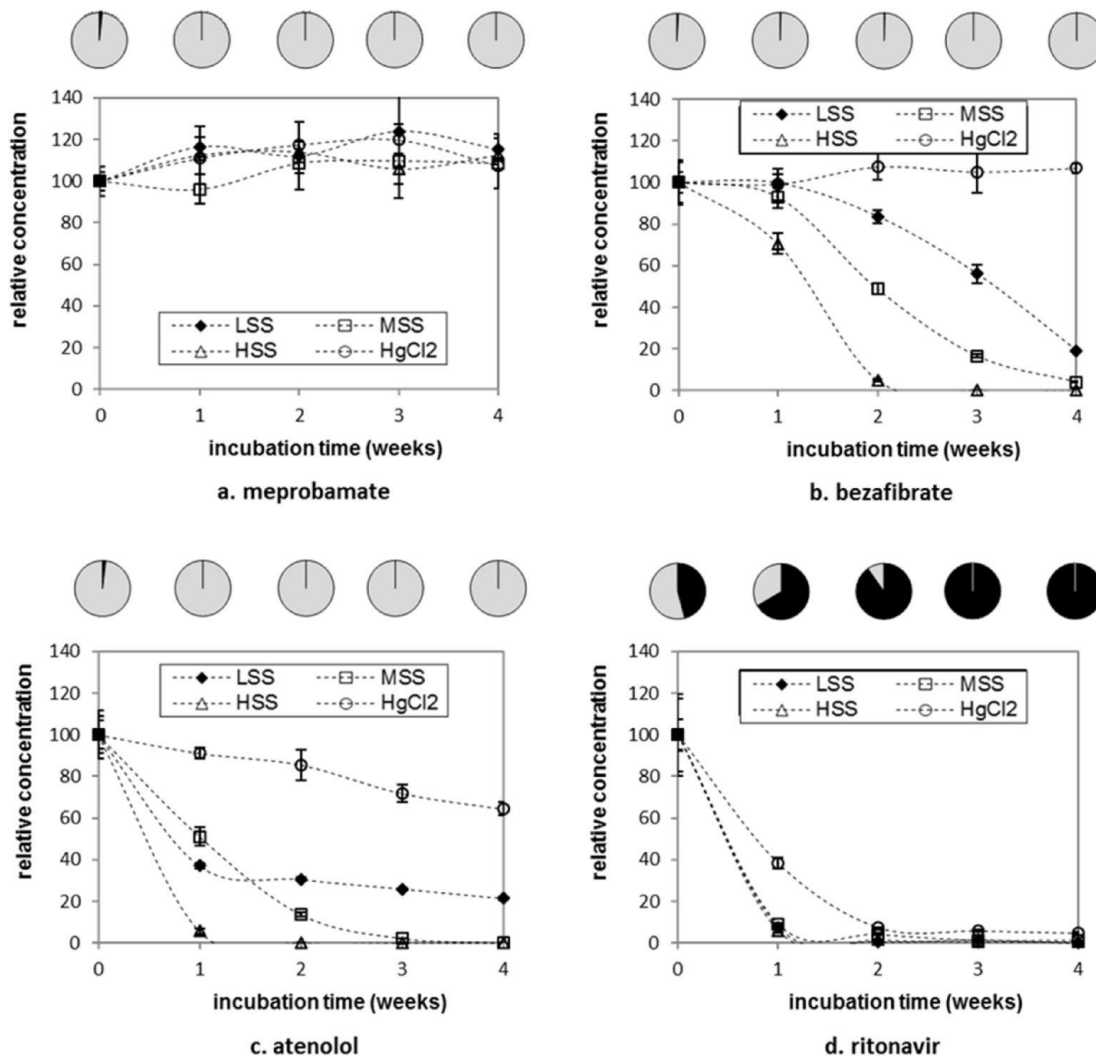 140
120
100
80
60
40
20
0
relative concentration
LSS MSS
HSS HgCl2
0 1 2 3 4
incubation time (weeks)
a. meprobamate
140
120
100
80
60
40
20
0
relative concentration
LSS MSS
HSS HgCl2
0 1 2 3 4
incubation time (weeks)
b. bezafibrate
140
120
100
80
60
40
20
0
relative concentration
LSS MSS
HSS HgCl2
0 1 2 3 4
incubation time (weeks)
c. atenolol
140
120
100
80
60
40
20
0
relative concentration
LSS MSS
HSS HgCl2
0 1 2 3 4
incubation time (weeks)
d. ritonavir